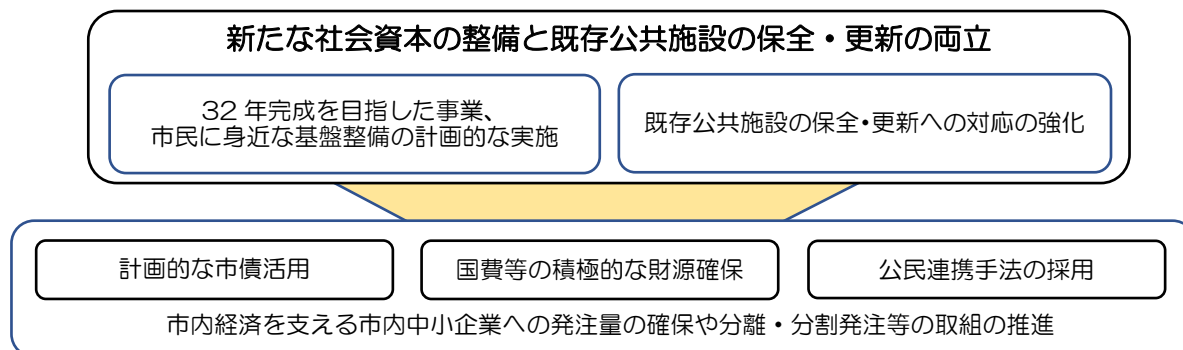 新たな社会資本の整備と既存公共施設の保全・更新の両立
32 年完成を目指した事業、
市民に身近な基盤整備の計画的な実施
既存公共施設の保全・更新への対応の強化
計画的な市債活用
国費等の積極的な財源確保
公民連携手法の採用
市内経済を支える市内中小企業への発注量の確保や分離・分割発注等の取組の推進